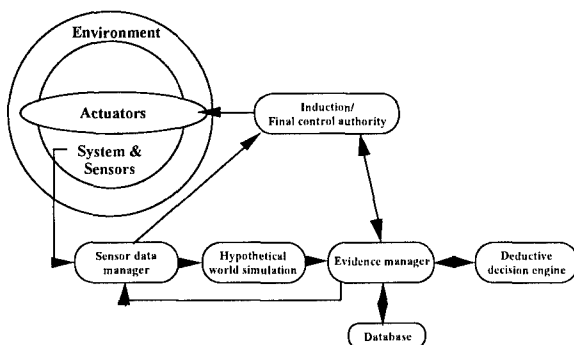 Environment
Actuators
System &
Sensors
Induction/
Final control authority
Sensor data
manager
Hypothetical
world simulation
Evidence manager
Deductive
decision engine
Database